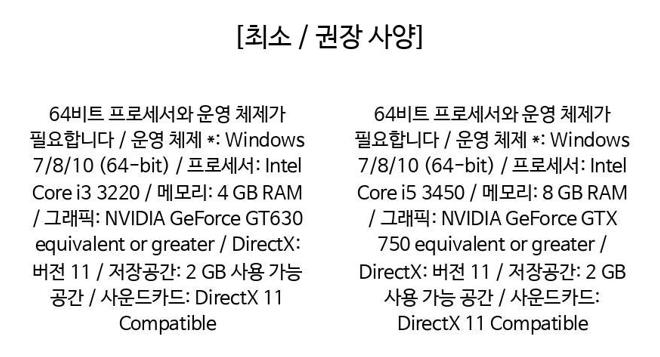 [최소 / 권장 사양]
64비트 프로세서와 운영 체제가
필요합니다 / 운영 체제 *: Windows
7/8/10 (64-bit) / 프로세서: Intel
Core i3 3220 / 메모리: 4 GB RAM
/ 그래픽: NVIDIA GeForce GT630
equivalent or greater / DirectX:
버전 11 / 저장공간: 2 GB 사용 가능
공간 / 사운드카드: DirectX 11
Compatible
64비트 프로세서와 운영 체제가
필요합니다 / 운영 체제 *: Windows
7/8/10 (64-bit) / 프로세서: Intel
Core i5 3450 / 메모리: 8 GB RAM
/ 그래픽: NVIDIA GeForce GTX
750 equivalent or greater /
DirectX: 버전 11 / 저장공간: 2 GB
사용 가능 공간 / 사운드카드:
DirectX 11 Compatible